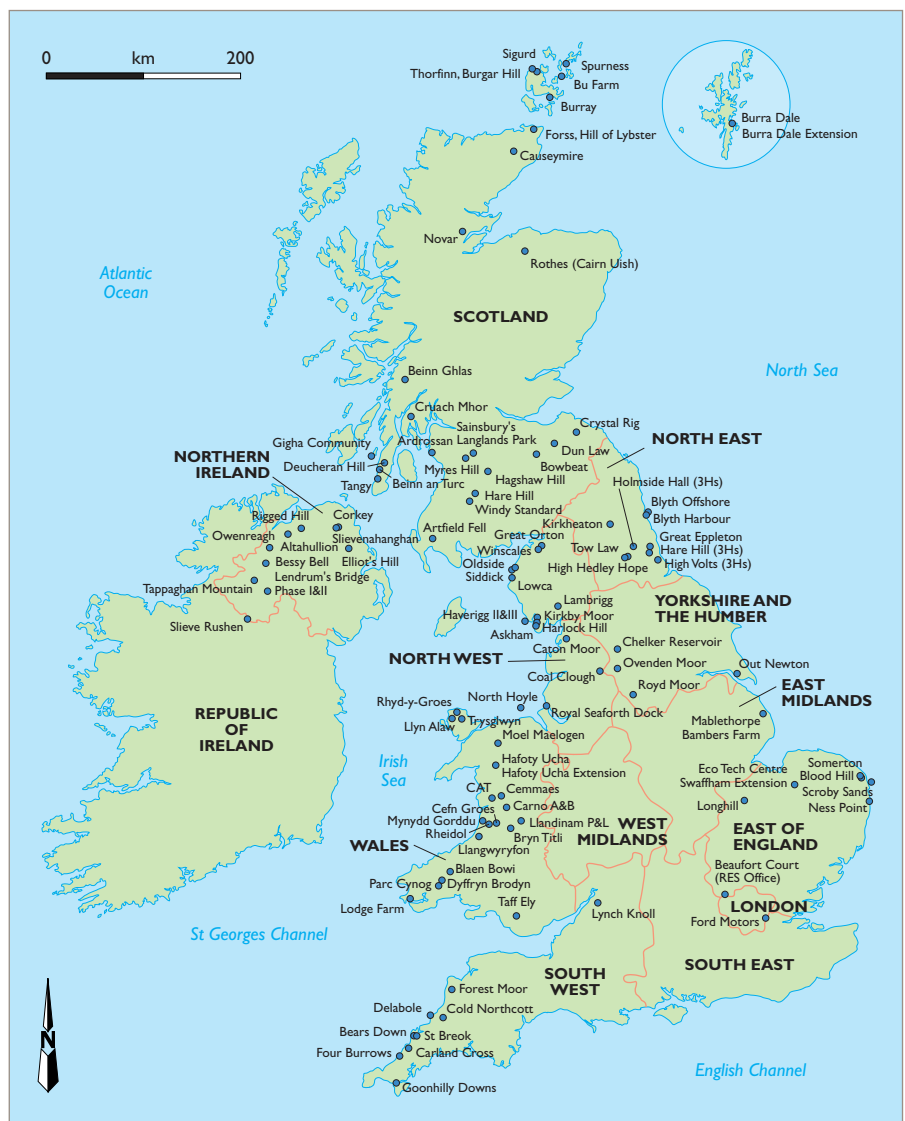 0 km 200
Sigurd
Thorfinn, Burgar Hill
Spurness
Bu Farm
Burray
Burra Dale
Burra Dale Extension
Forss, Hill of Lybster
Causeymire
Novar
Rothes (Cairn Uish)
Atlantic
Ocean
SCOTLAND
North Sea
Beinn Ghlas
Cruach Mhor
Sainsbury's
Ardrossan
Langlands Park
Crystal Rig
Gigha Community
Dun Law
NORTH EAST
NORTHERN
IRELAND
Deucheran Hill
Myres Hill
Bowbeat
Hagshaw Hill
Holmside Hall (3Hs)
Tangy
Beinn an Turc
Hare Hill
Windy Standard
Blyth Offshore
Blyth Harbour
Rigged Hill
Corkey
Artfield Fell
Kirkheaton
Owenreagh
Slievenahanghan
Great Orton
Great Eppleton
Altahullion
Winscales
Tow Law
Hare Hill (3Hs)
Bessy Bell
Elliot's Hill
Oldside
High Hedley Hope
High Volts (3Hs)
Siddick
Lendrum's Bridge
Phase I&II
Tappaghan Mountain
Lowca
Slieve Rushen
Lambrigg
YORKSHIRE AND
THE HUMBER
Haverigg II&III
Kirkby Moor
Harlock Hill
Askham
Caton Moor
Chelker Reservoir
NORTH WEST
Ovenden Moor
Out Newton
Coal Clough
Royd Moor
EAST
MIDLANDS
Rhyd-y-Groes
North Hoyle
Royal Seaforth Dock
REPUBLIC
OF
IRELAND
Llyn Alaw
Trysglwyn
Mablethorpe
Bambers Farm
Moel Maelogen
Irish
Sea
Hafoty Ucha
Hafoty Ucha Extension
Eco Tech Centre
Swaffham Extension
Somerton
Blood Hill
Scroby Sands
Ness Point
CAT
Cemmaes
Cefn Groes
Carno A&B
Longhill
Mynydd Gorddu
Llandinam P&L
Rheidol
Bryn Titli
WEST
MIDLANDS
EAST OF
ENGLAND
Llangwyryfon
WALES
Blaen Bowi
Beaufort Court
(RES Office)
Parc Cynog
Dyffryn Brodyn
Lodge Farm
Taff Ely
Lynch Knoll
LONDON
Ford Motors
St Georges Channel
SOUTH EAST
SOUTH
WEST
Forest Moor
Delabole
Cold Northcott
Bears Down
St Breok
Four Burrows
Carland Cross
Goonhilly Downs
N
English Channel